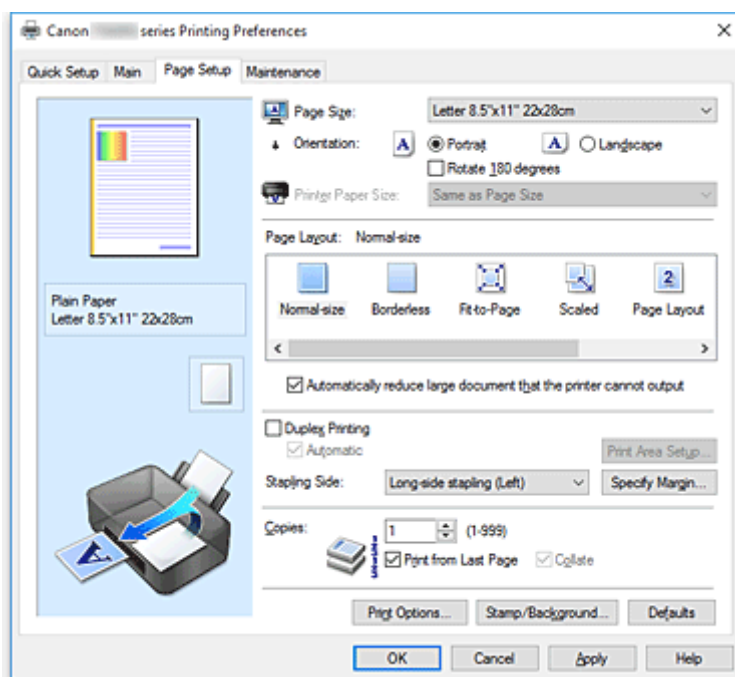 Canon series Printing Preferences
Quick Setup Main Page Setup Maintenance
Page Size: Letter 8.5"x11" 22x28cm
Orientation: A Portrait A Landscape
Rotate 180 degrees
Printer Paper Size: Same as Page Size
Page Layout: Normal-size
2
Normal-size Borderless Fit-to-Page Scaled Page Layout
Automatically reduce large document that the printer cannot output
Plain Paper
Letter 8.5"x11" 22x28cm
Duplex Printing
Automatic Print Area Setup...
Stapling Side: Long-side stapling (Left) Specify Margin...
Copies: 1 (1-999)
Print from Last Page Collate
A
Print Options... Stamp/Background... Defaults
OK Cancel Apply Help